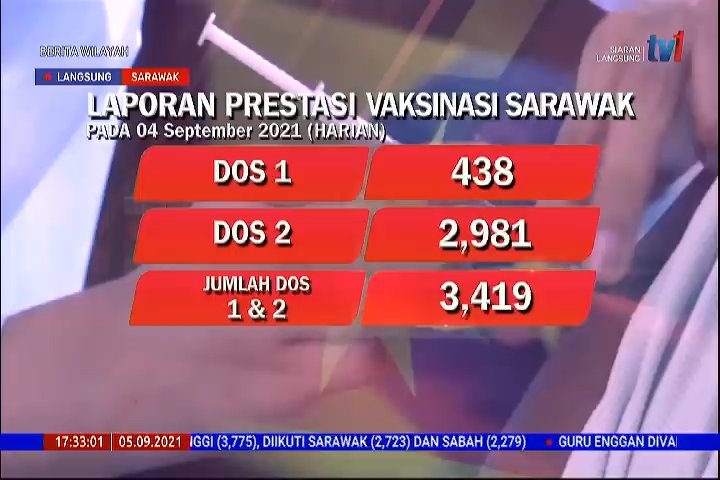 BERITA WILAYAH
SIARAN
LANGSUNG
tv1
LANGSUNG SARAWAK
LAPORAN PRESTASI VAKSINASI SARAWAK
PADA 04 September 2021 (HARIAN)
DOS 1 438
DOS 2 2,981
JUMLAH DOS
1 & 2 3,419
17:33:01 05.09.2021 NGGI (3,775), DIIKUTI SARAWAK (2,723) DAN SABAH (2,279) GURU ENGGAN DIVA